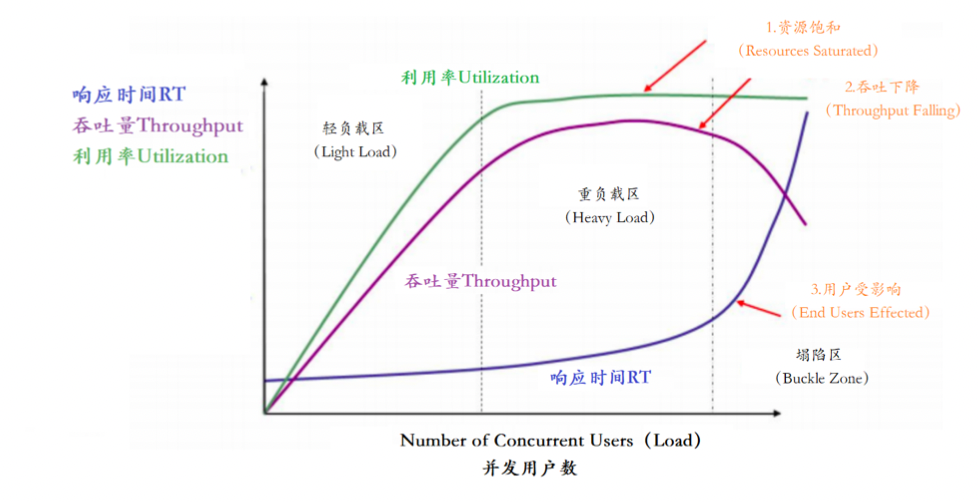 1.资源饱和
(Resources Saturated)
利用率Utilization
响应时间RT
吞吐量Throughput
利用率Utilization
2.吞吐下降
(Throughput Falling)
轻负载区
(Light Load)
重负载区
(Heavy Load)
吞吐量Throughput
3.用户受影响
(End Users Effected)
响应时间RT
塌陷区
(Buckle Zone)
Number of Concurrent Users (Load)
并发用户数